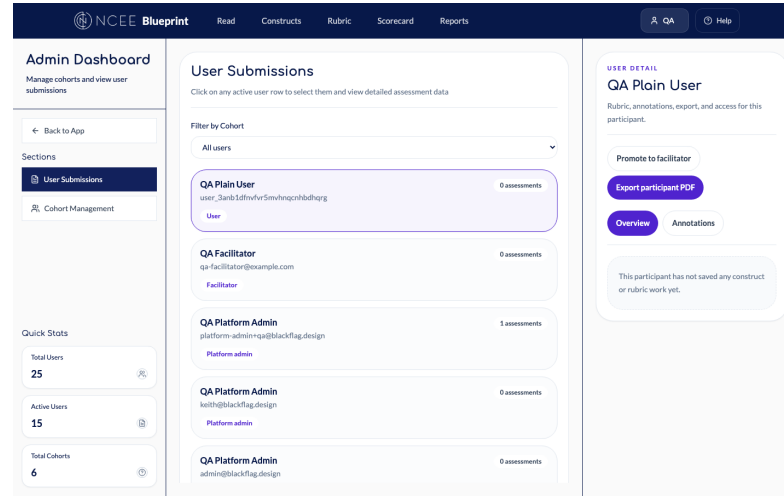 NCEE Blueprint
Read
Constructs
Rubric
Scorecard
Reports
QA
Help
Admin Dashboard
Manage cohorts and view user
submissions
← Back to App
Sections
User Submissions
Cohort Management
Quick Stats
Total Users
25
Active Users
15
Total Cohorts
6
User Submissions
Click on any active user row to select them and view detailed assessment data
Filter by Cohort
All users
QA Plain User
0 assessments
user_3anb1dfnvfvr5mvhnqcnhbdhqrg
User
QA Facilitator
0 assessments
qa-facilitator@example.com
Facilitator
QA Platform Admin
1 assessments
platform-admin+qa@blackflag.design
Platform admin
QA Platform Admin
0 assessments
keith@blackflag.design
Platform admin
QA Platform Admin
0 assessments
admin@blackflag.design
USER DETAIL
QA Plain User
Rubric, annotations, export, and access for this
participant.
Promote to facilitator
Export participant PDF
Overview
Annotations
This participant has not saved any construct
or rubric work yet.